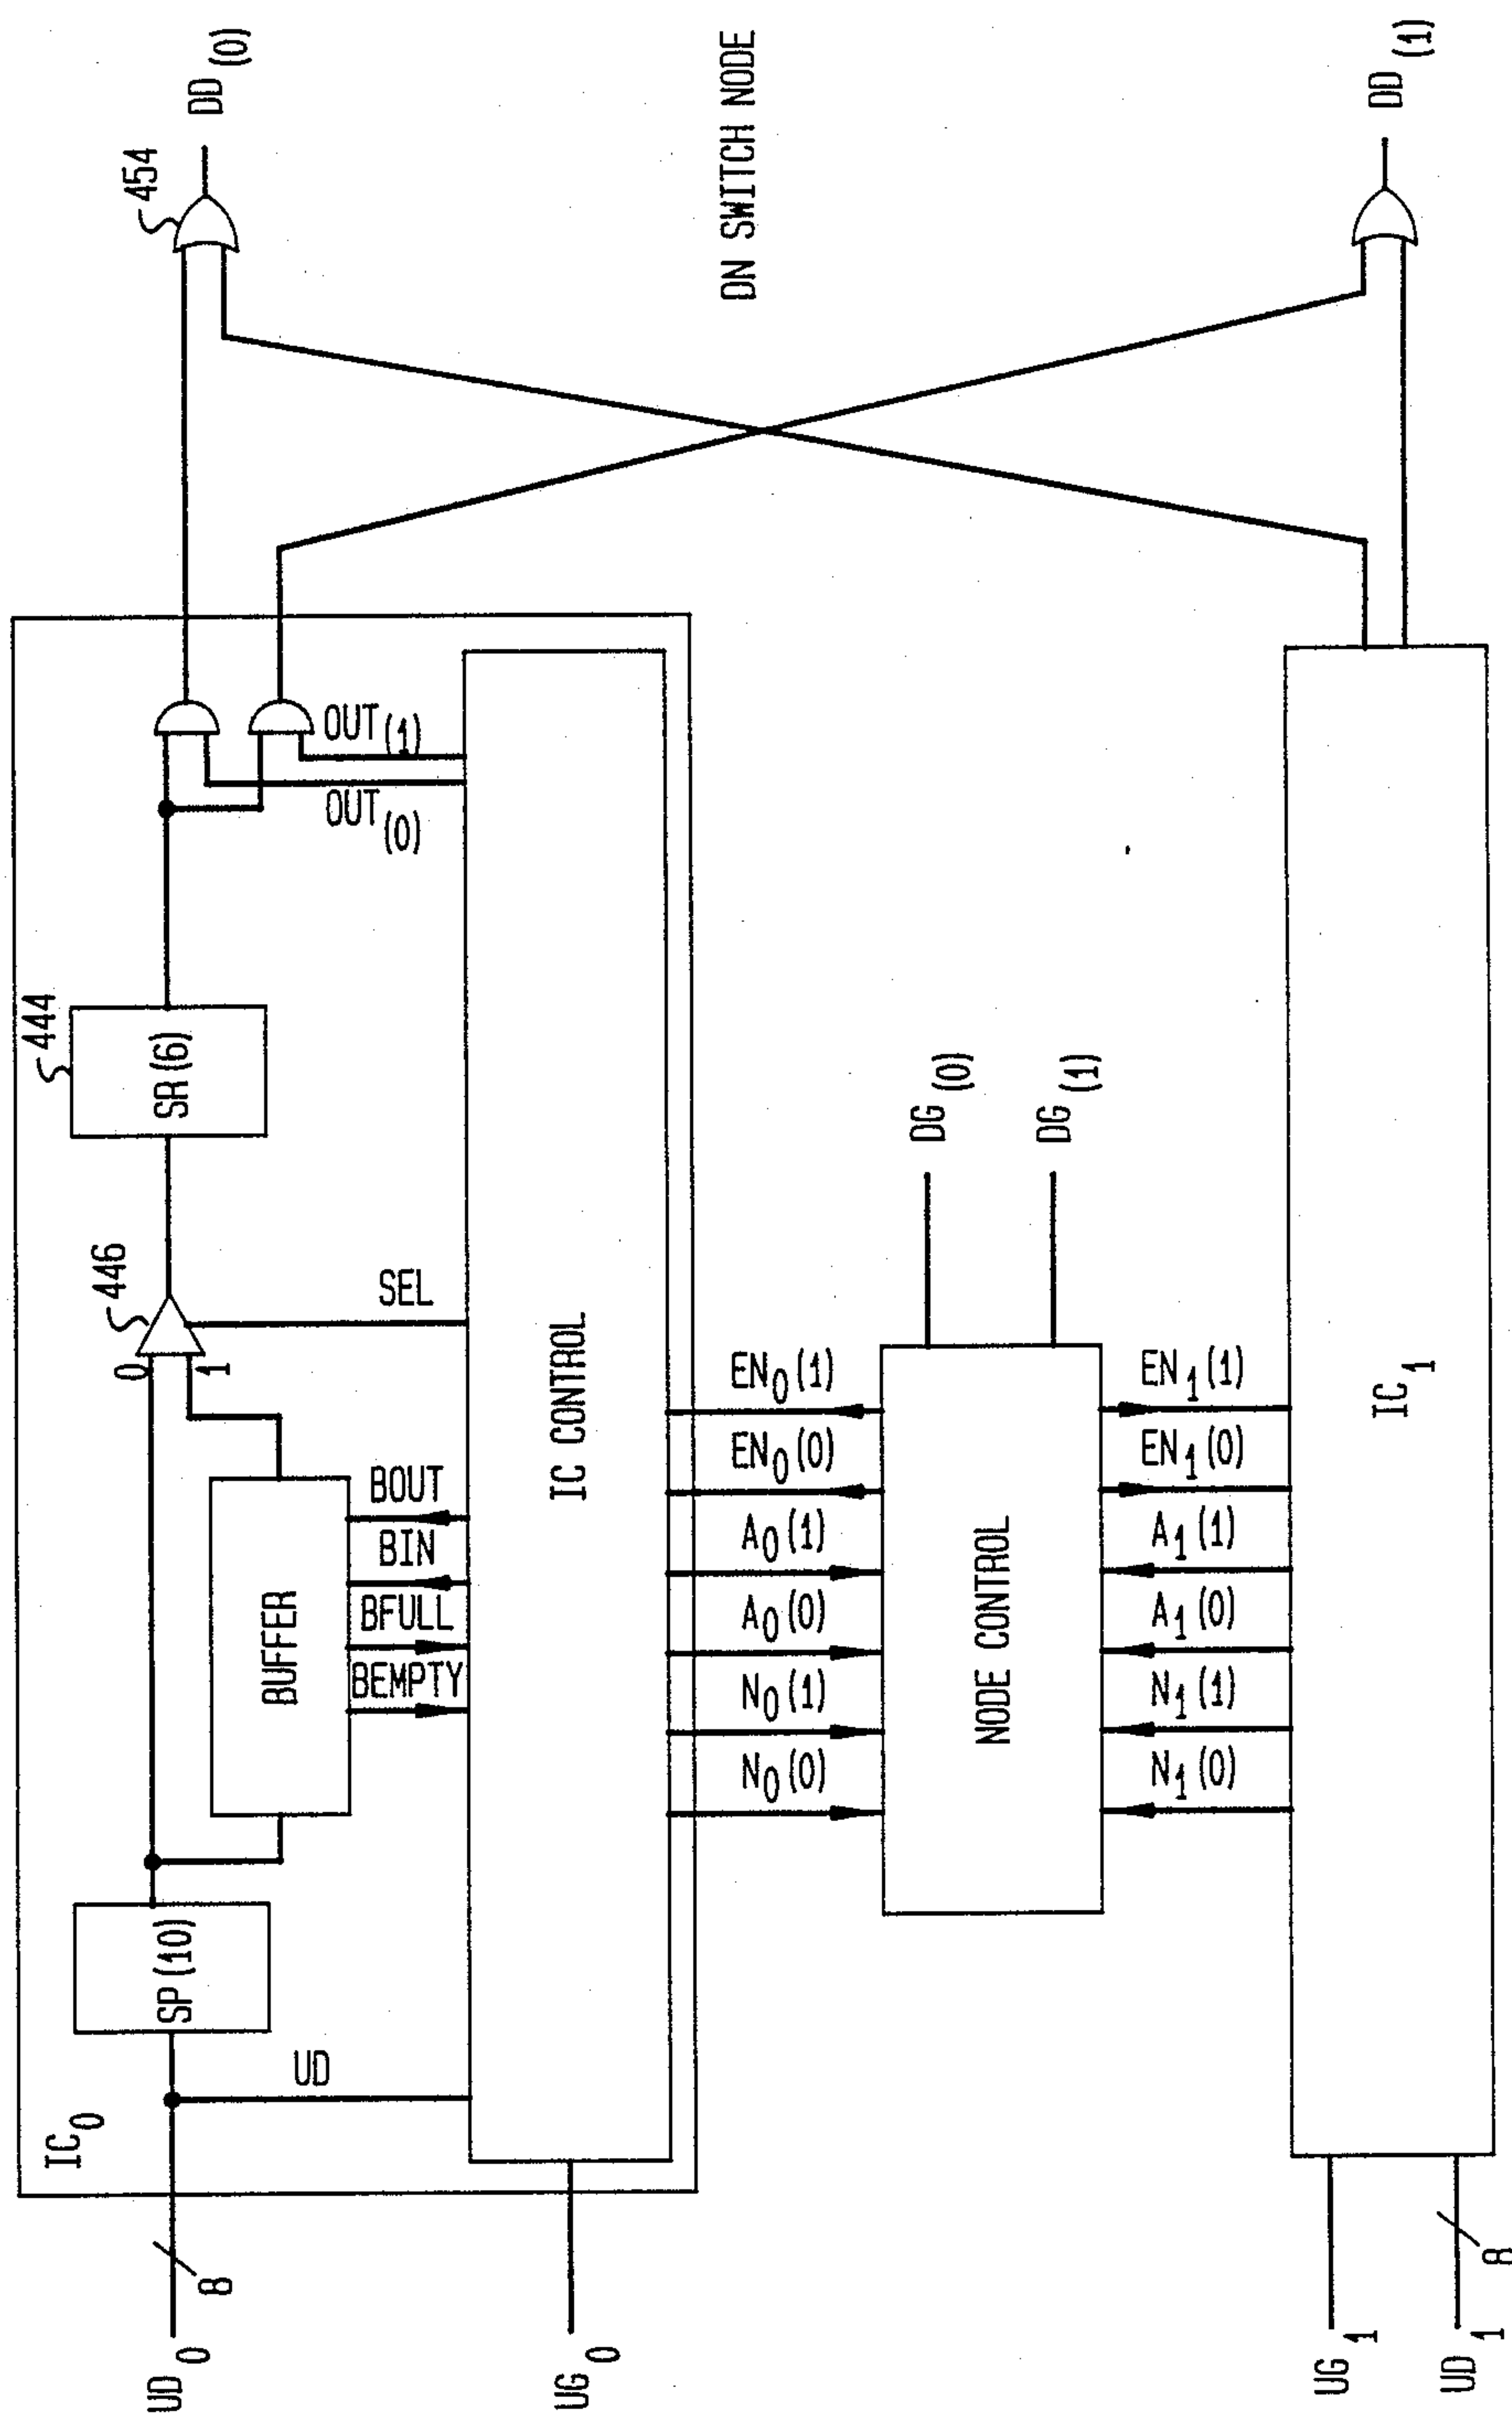 IC0
UD0
8
UD
SP(10)
BUFFER
BEMPTY
BFULL
BIN
BOUT
0
1
446
SEL
444
SR(6)
OUT(0)
OUT(1)
454
DD(0)
UG0
IC CONTROL
DN SWITCH NODE
N0(0)
N0(1)
A0(0)
A0(1)
EN0(0)
EN0(1)
NODE CONTROL
DG(0)
DG(1)
N1(0)
N1(1)
A1(0)
A1(1)
EN1(0)
EN1(1)
UG1
UD1
8
IC1
DD(1)